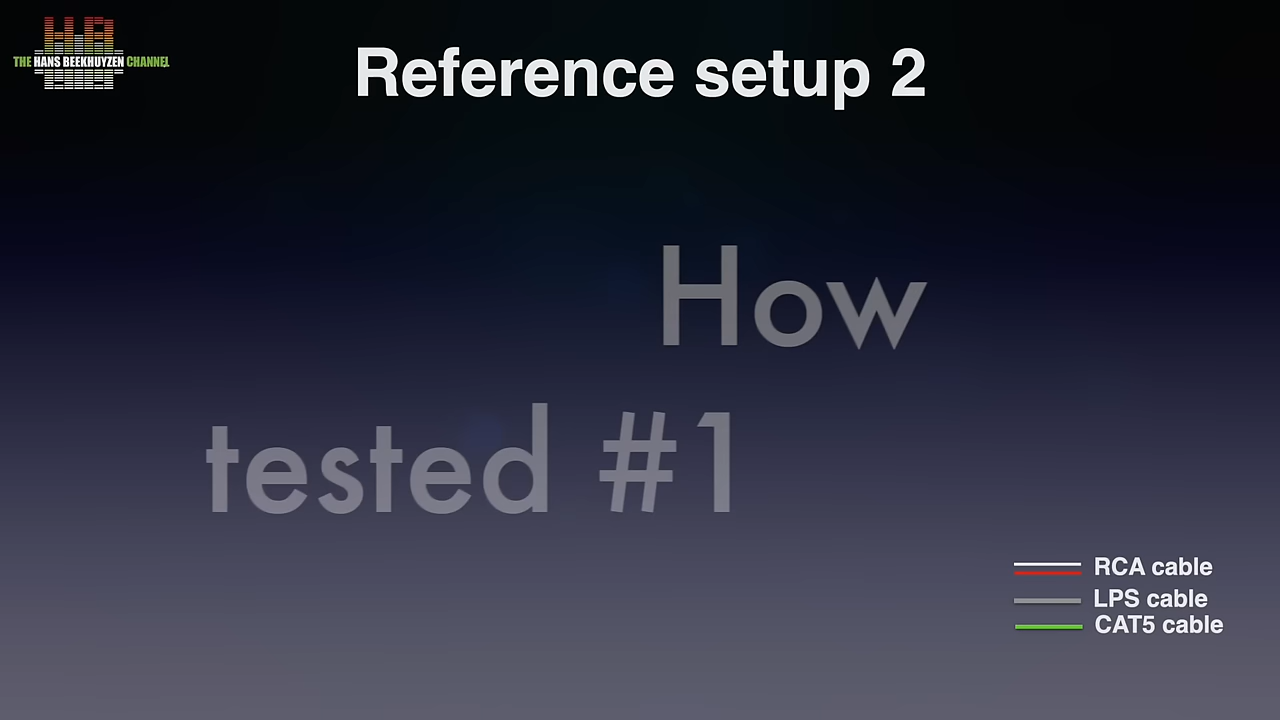 THE HANS BEEKHUYZEN CHANNEL
Reference setup 2
How
tested #1
RCA cable
LPS cable
CAT5 cable